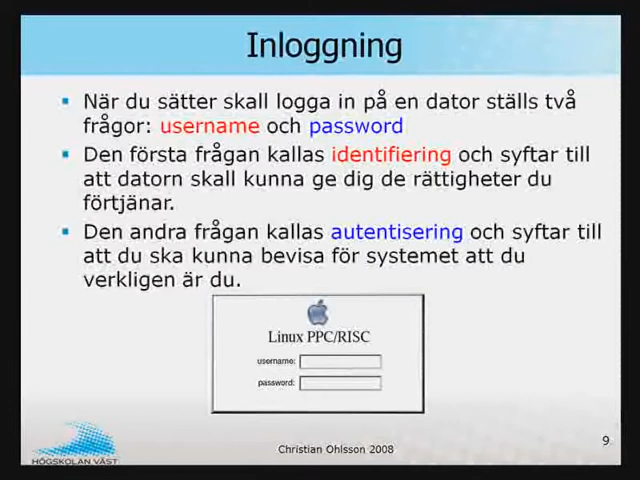 Inloggning
När du sätter skall logga in på en dator ställs två
frågor: username och password
Den första frågan kallas identifiering och syftar till
att datorn skall kunna ge dig de rättigheter du
förtjänar.
Den andra frågan kallas autentisering och syftar till
att du ska kunna bevisa för systemet att du
verkligen är du.
Linux PPC/RISC
username:
password:
HÖGSKOLAN VÄST
Christian Ohlsson 2008
9